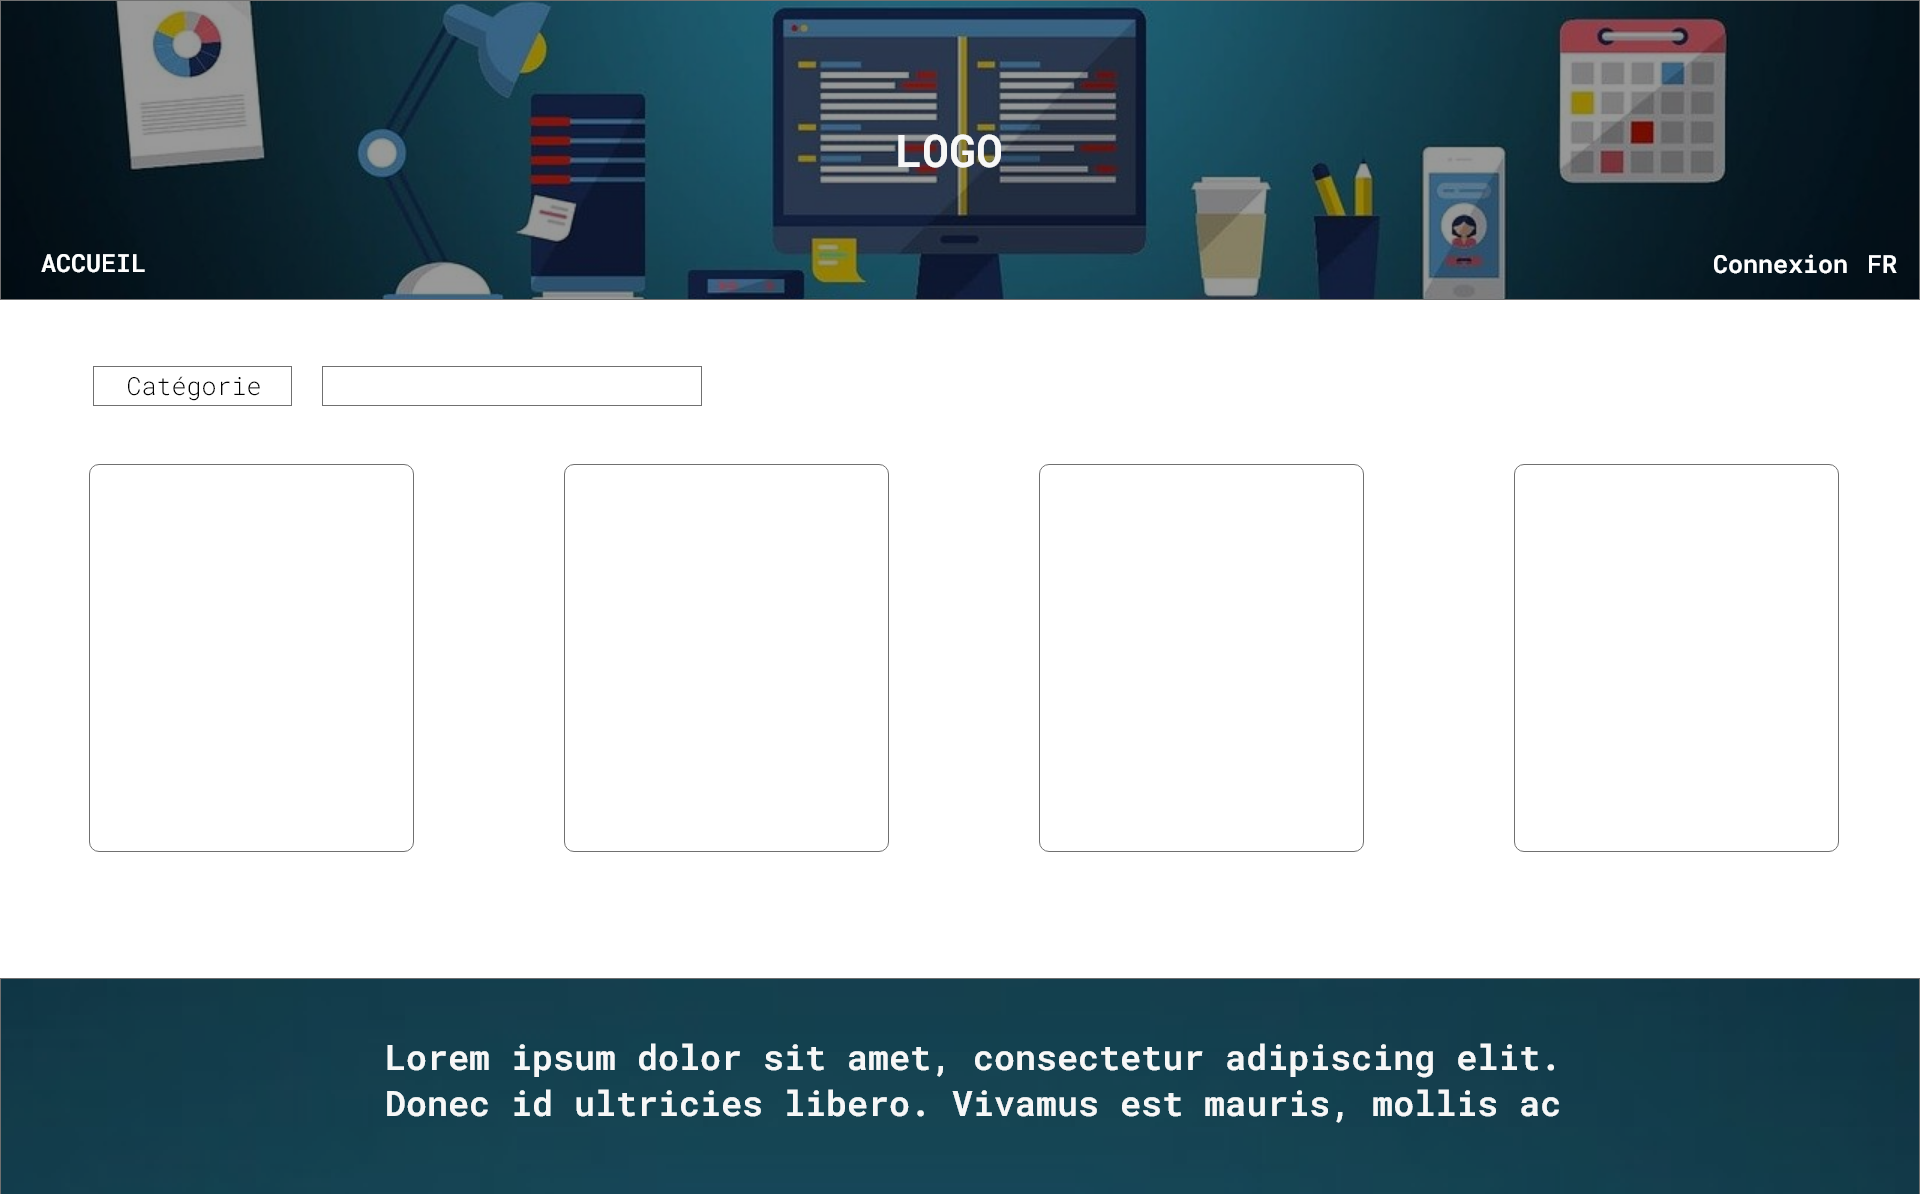 LOGO
ACCUEIL
Connexion FR
Catégorie
Lorem ipsum dolor sit amet, consectetur adipiscing elit.
Donec id ultricies libero. Vivamus est mauris, mollis ac